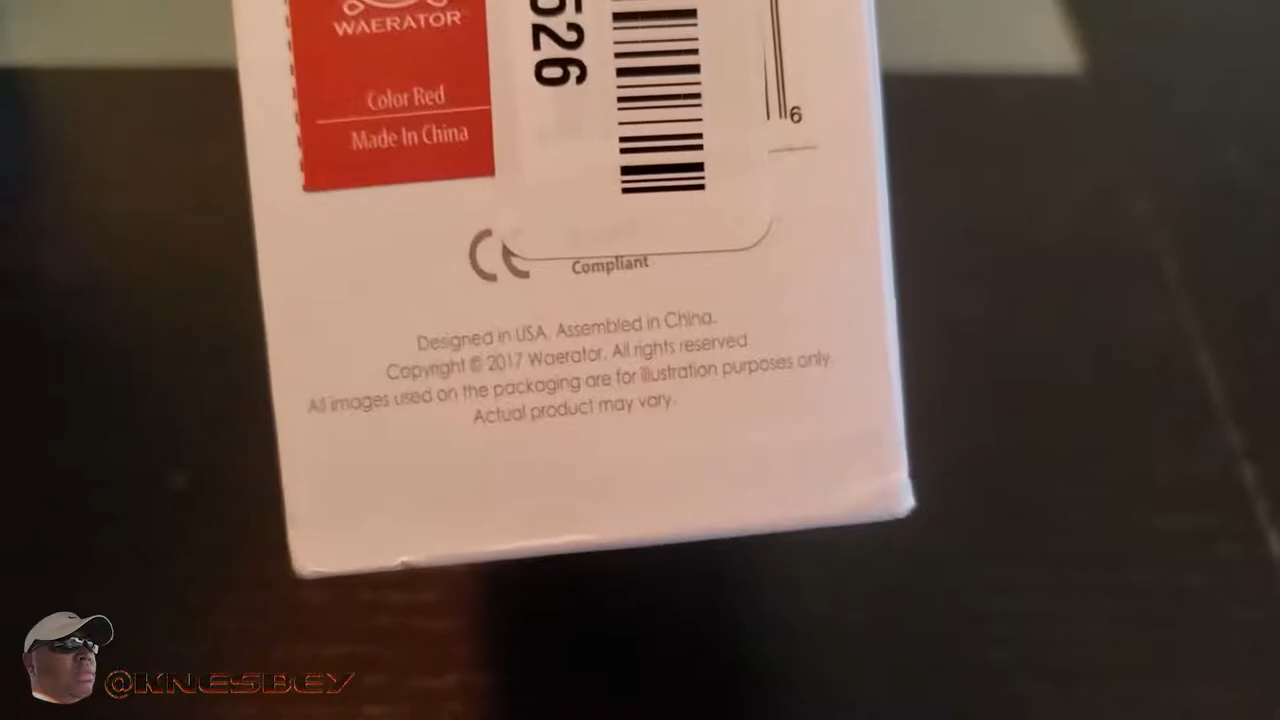 WAERATOR
Color Red
Made In China
526
6
CE
Compliant
Designed in USA. Assembled in China.
Copyright © 2017 Waerator. All rights reserved.
All images used on the packaging are for illustration purposes only.
Actual product may vary.
@KNESBEY